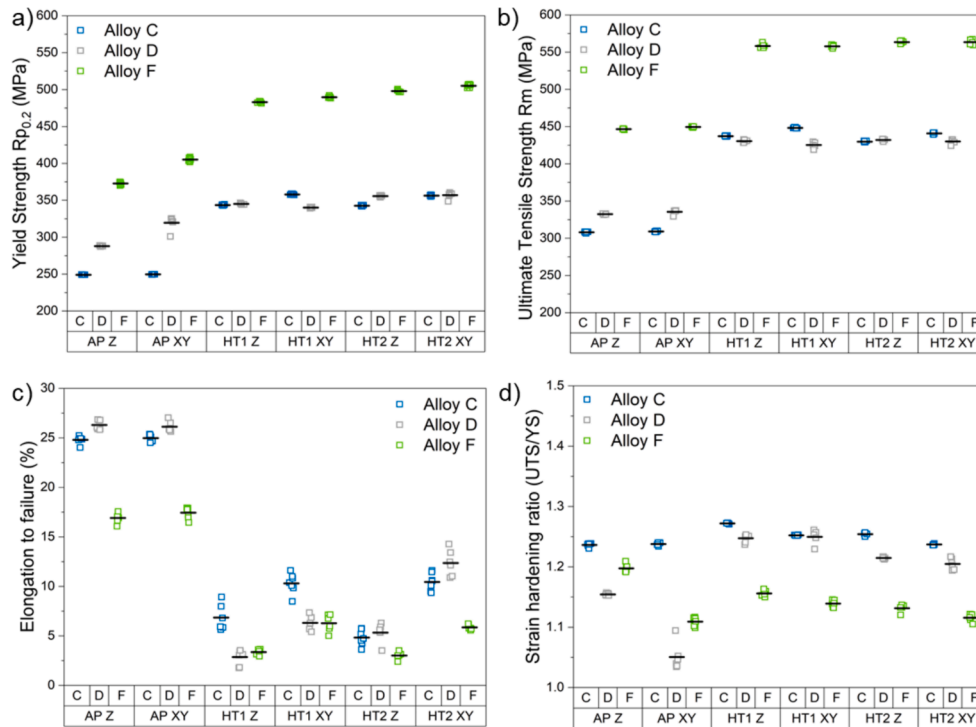 a)
Yield Strength Rp0.2 (MPa)
600
550
500
450
400
350
300
250
200
Alloy C
Alloy D
Alloy F
C D F C D F C D F C D F C D F C D F
AP Z AP XY HT1 Z HT1 XY HT2 Z HT2 XY
b)
Ultimate Tensile Strength Rm (MPa)
600
550
500
450
400
350
300
250
200
Alloy C
Alloy D
Alloy F
C D F C D F C D F C D F C D F C D F
AP Z AP XY HT1 Z HT1 XY HT2 Z HT2 XY
c)
Elongation to failure (%)
30
25
20
15
10
5
0
Alloy C
Alloy D
Alloy F
C D F C D F C D F C D F C D F C D F
AP Z AP XY HT1 Z HT1 XY HT2 Z HT2 XY
d)
Strain hardening ratio (UTS/YS)
1.5
1.4
1.3
1.2
1.1
1.0
Alloy C
Alloy D
Alloy F
C D F C D F C D F C D F C D F C D F
AP Z AP XY HT1 Z HT1 XY HT2 Z HT2 XY